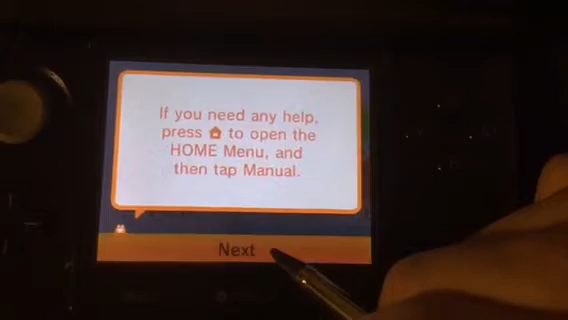 If you need any help,
press to open the
HOME Menu, and
then tap Manual.
Next